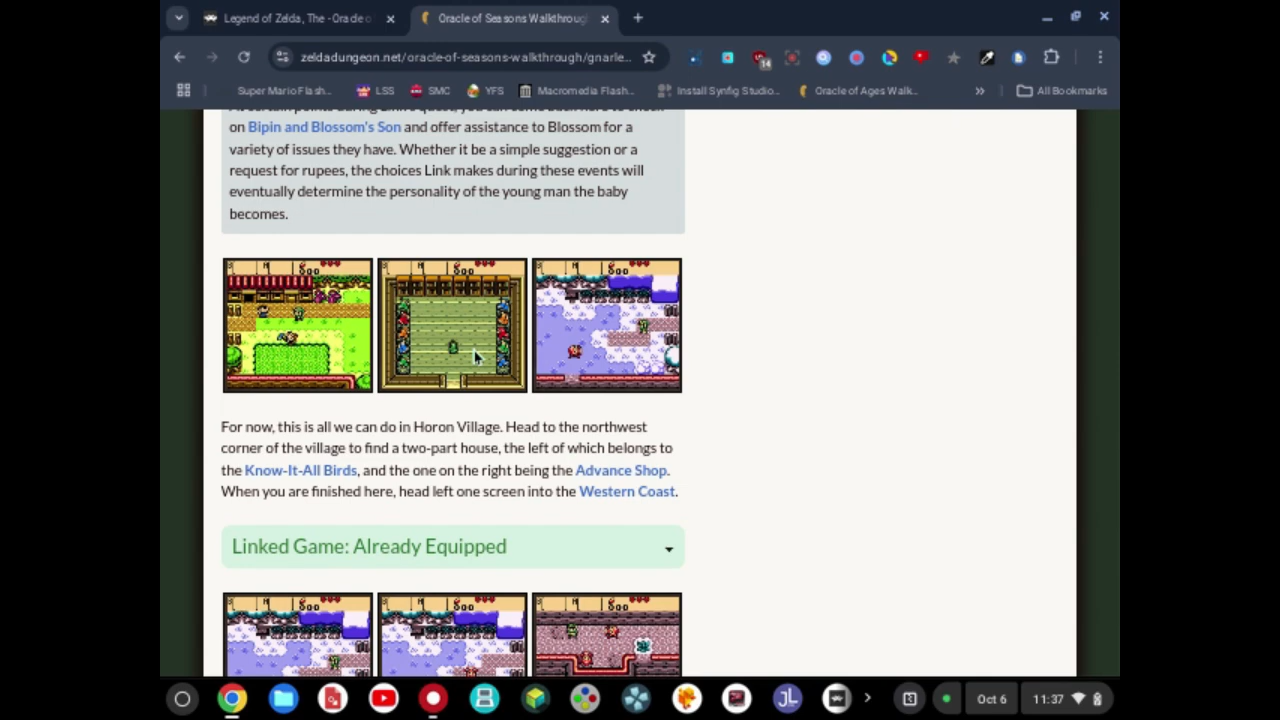 Legend of Zelda, The - Oracle o
Oracle of Seasons Walkthroug
zeldadungeon.net/oracle-of-seasons-walkthrough/gnarle...
14
Super Mario Flash...
LSS
SMC
YFS
Macromedia Flash...
Install Synfig Studio...
Oracle of Ages Walk...
All Bookmarks
on Bipin and Blossom's Son and offer assistance to Blossom for a
variety of issues they have. Whether it be a simple suggestion or a
request for rupees, the choices Link makes during these events will
eventually determine the personality of the young man the baby
becomes.
For now, this is all we can do in Horon Village. Head to the northwest
corner of the village to find a two-part house, the left of which belongs to
the Know-It-All Birds, and the one on the right being the Advance Shop.
When you are finished here, head left one screen into the Western Coast.
Linked Game: Already Equipped
JL
Oct 6
11:37